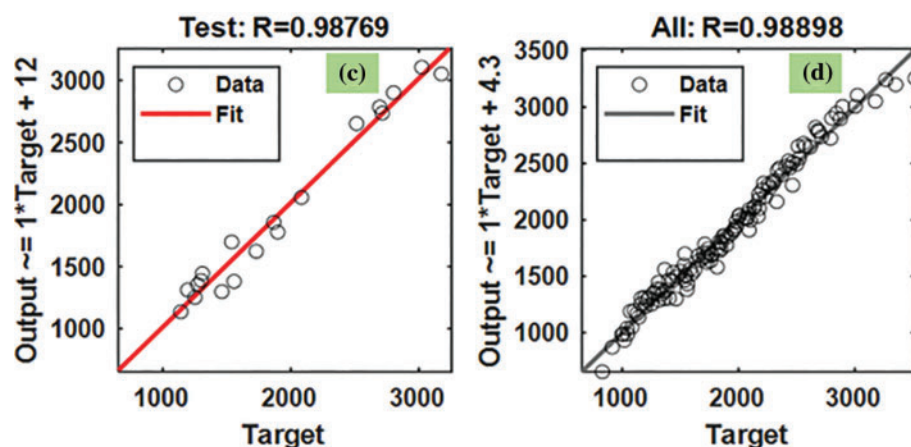 Test: R=0.98769
Output ~= 1*Target + 12
3000
2500
2000
1500
1000
Data
Fit
(c)
1000 2000 3000
Target
All: R=0.98898
Output ~= 1*Target + 4.3
3500
3000
2500
2000
1500
1000
Data
Fit
(d)
1000 2000 3000
Target